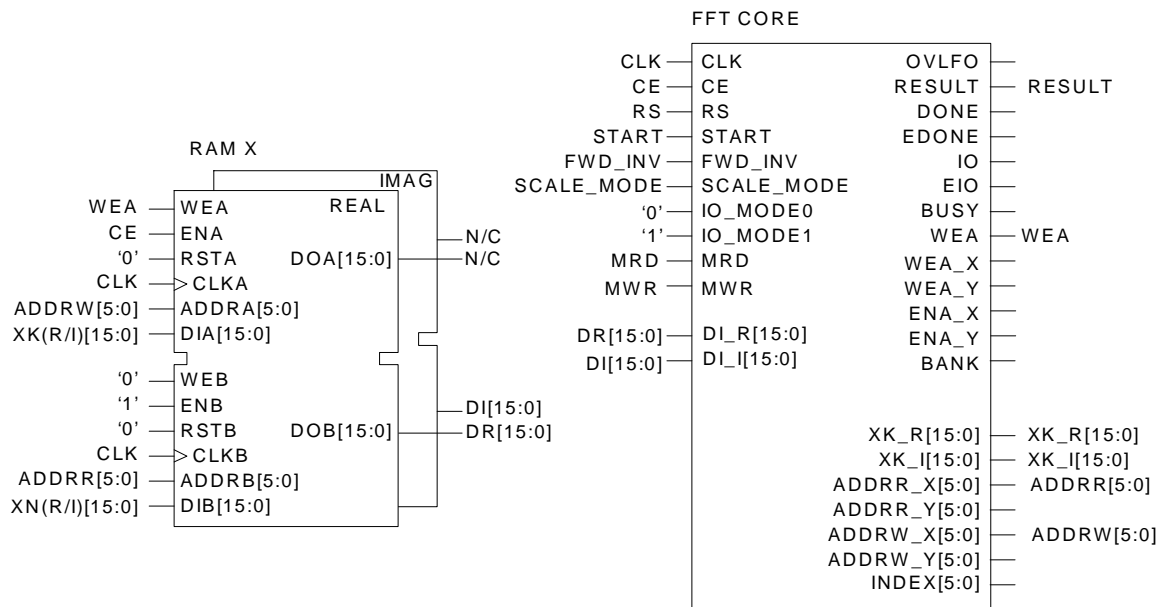 FFT CORE
CLK CLK OVLFO
CE CE RESULT RESULT
RS RS DONE
START START EDONE
RAM X
FWD_INV FWD_INV IO
IMAG
SCALE_MODE SCALE_MODE EIO
WEA WEA REAL
‘0’ IO_MODE0 BUSY
CE ENA N/C
‘1’ IO_MODE1 WEA WEA
‘0’ RSTA DOA[15:0] N/C
MRD MRD WEA_X
CLK CLKA
MWR MWR WEA_Y
ADDRW[5:0] ADDRA[5:0]
ENA_X
XK(R/I)[15:0] DIA[15:0]
DR[15:0] DI_R[15:0] ENA_Y
DI[15:0] DI_I[15:0] BANK
‘0’ WEB
‘1’ ENB DI[15:0]
‘0’ RSTB DOB[15:0] DR[15:0]
XK_R[15:0] XK_R[15:0]
CLK CLKB
XK_I[15:0] XK_I[15:0]
ADDRR[5:0] ADDRB[5:0]
ADDRR_X[5:0] ADDRR[5:0]
XN(R/I)[15:0] DIB[15:0]
ADDRR_Y[5:0]
ADDRW_X[5:0] ADDRW[5:0]
ADDRW_Y[5:0]
INDEX[5:0]